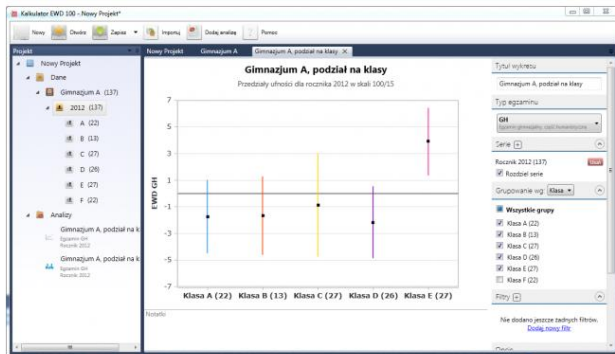 Kalkulator EWD 100 - Nowy Projekt*
Nowy Otwórz Zapisz Importuj Dodaj analizę Pomoc
Projekt
Nowy Projekt
Dane
Gimnazjum A (137)
2012 (137)
A (22)
B (13)
C (27)
D (26)
E (27)
F (22)
Analizy
Gimnazjum A, podział na k
Egzamin GH
Rocznik 2012
Gimnazjum A, podział na k
Egzamin GH
Rocznik 2012
Nowy Projekt Gimnazjum A Gimnazjum A, podział na klasy
Gimnazjum A, podział na klasy
Przedziały ufności dla rocznika 2012 w skali 100/15
EWD GH
7
5
3
1
-1
-3
-5
-7
Klasa A (22) Klasa B (13) Klasa C (27) Klasa D (26) Klasa E (27)
Notatki
Tytuł wykresu
Gimnazjum A, podział na klasy
Typ egzaminu
GH
Egzamin gimnazjalny, część humanistyczna
Serie
Rocznik 2012 (137) Usuń
Rozdziel serie
Grupowanie wg: Klasa
Wszystkie grupy
Klasa A (22)
Klasa B (13)
Klasa C (27)
Klasa D (26)
Klasa E (27)
Klasa F (22)
Filtry
Nie dodano jeszcze żadnych filtrów.
Dodaj nowy filtr
Opcje